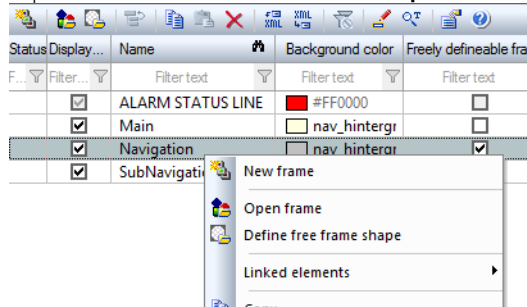 Status Display... Name Background color Freely defineable fra
F... Filter... Filter text Filter text Filter text
ALARM STATUS LINE #FF0000
Main nav_hintergr
Navigation nav_hintergr
SubNavigati
New frame
Open frame
Define free frame shape
Linked elements